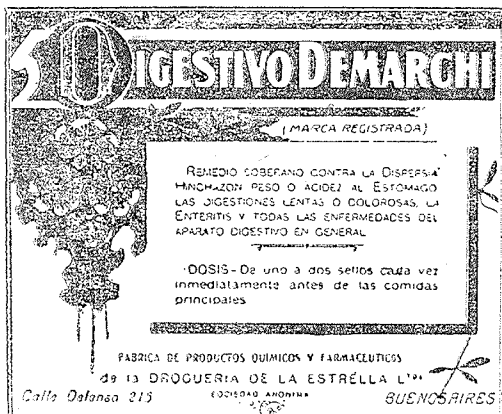 DIGESTIVO DEMARCHI
(MARCA REGISTRADA)
REMEDIO SOBERANO CONTRA LA DISPEPSIA
HINCHAZON PESO O ACIDEZ AL ESTOMAGO
LAS DIGESTIONES LENTAS O DOLOROSAS, LA
ENTERITIS Y TODAS LAS ENFERMEDADES DEL
APARATO DIGESTIVO EN GENERAL
DOSIS - De uno a dos sellos cada vez
inmediatamente antes de las comidas
principales
FABRICA DE PRODUCTOS QUIMICOS Y FARMACEUTICOS
de la DROGUERIA DE LA ESTRELLA Lтда
SOCIEDAD ANONIMA
Calle Defensa 215 BUENOS AIRES